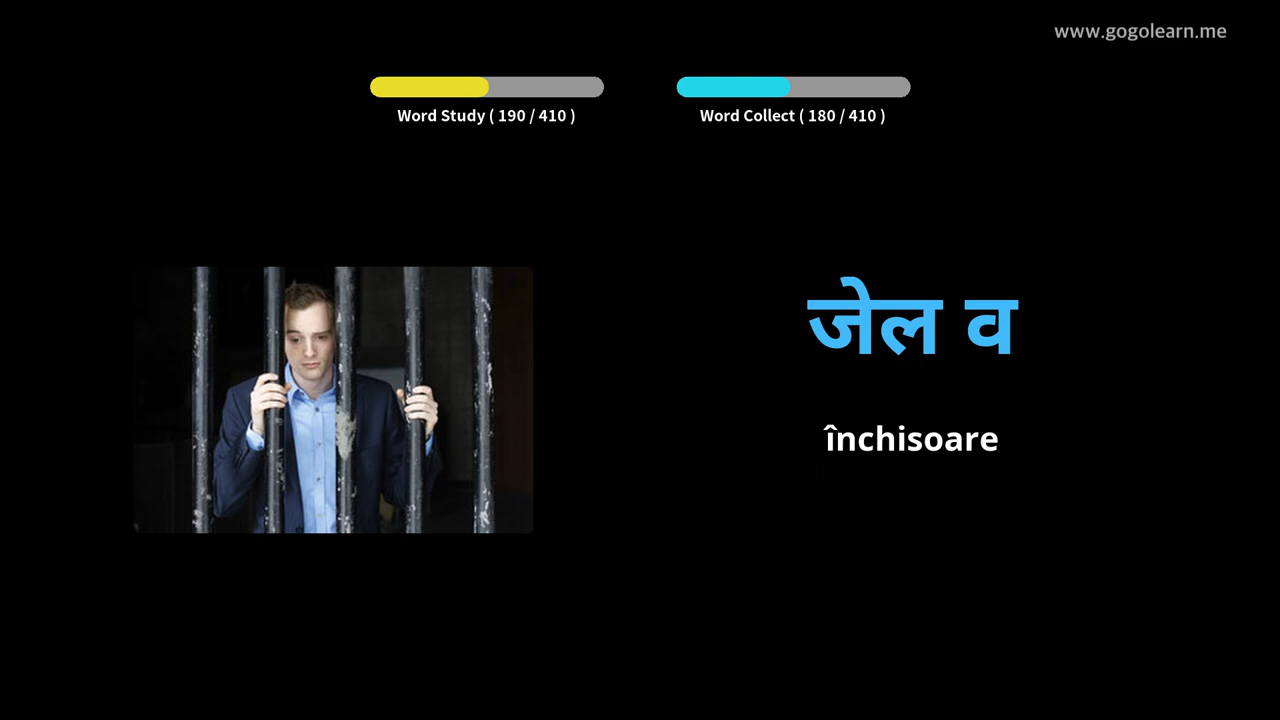 www.gogolearn.me
Word Study ( 190 / 410 )
Word Collect ( 180 / 410 )
जेल व
închisoare